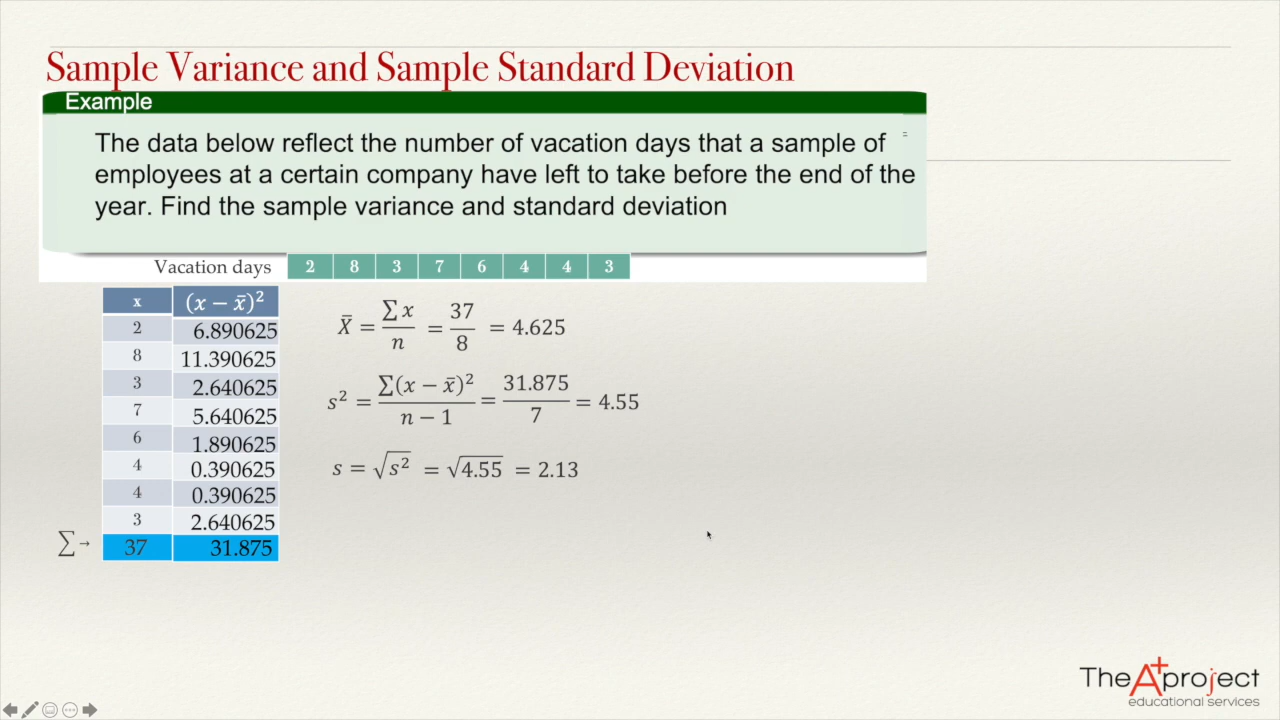 Sample Variance and Sample Standard Deviation
Example
The data below reflect the number of vacation days that a sample of
employees at a certain company have left to take before the end of the
year. Find the sample variance and standard deviation
=
Vacation days 2 8 3 7 6 4 4 3
x (x − x̄)²
2 6.890625
8 11.390625
3 2.640625
7 5.640625
6 1.890625
4 0.390625
4 0.390625
3 2.640625
∑→ 37 31.875
X̄ = ∑x / n = 37 / 8 = 4.625
s² = ∑(x − x̄)² / n − 1 = 31.875 / 7 = 4.55
s = √s² = √4.55 = 2.13
The A+ project
educational services